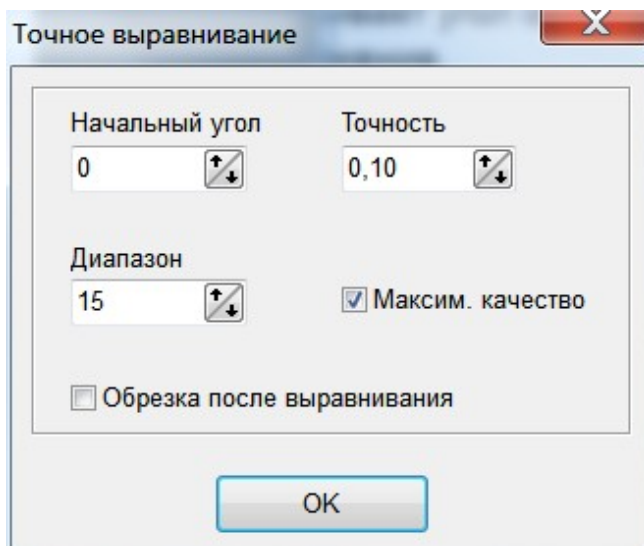 Точное выравнивание
Начальный угол Точность
0 0,10
Диапазон
15 Максим. качество
Обрезка после выравнивания
OK